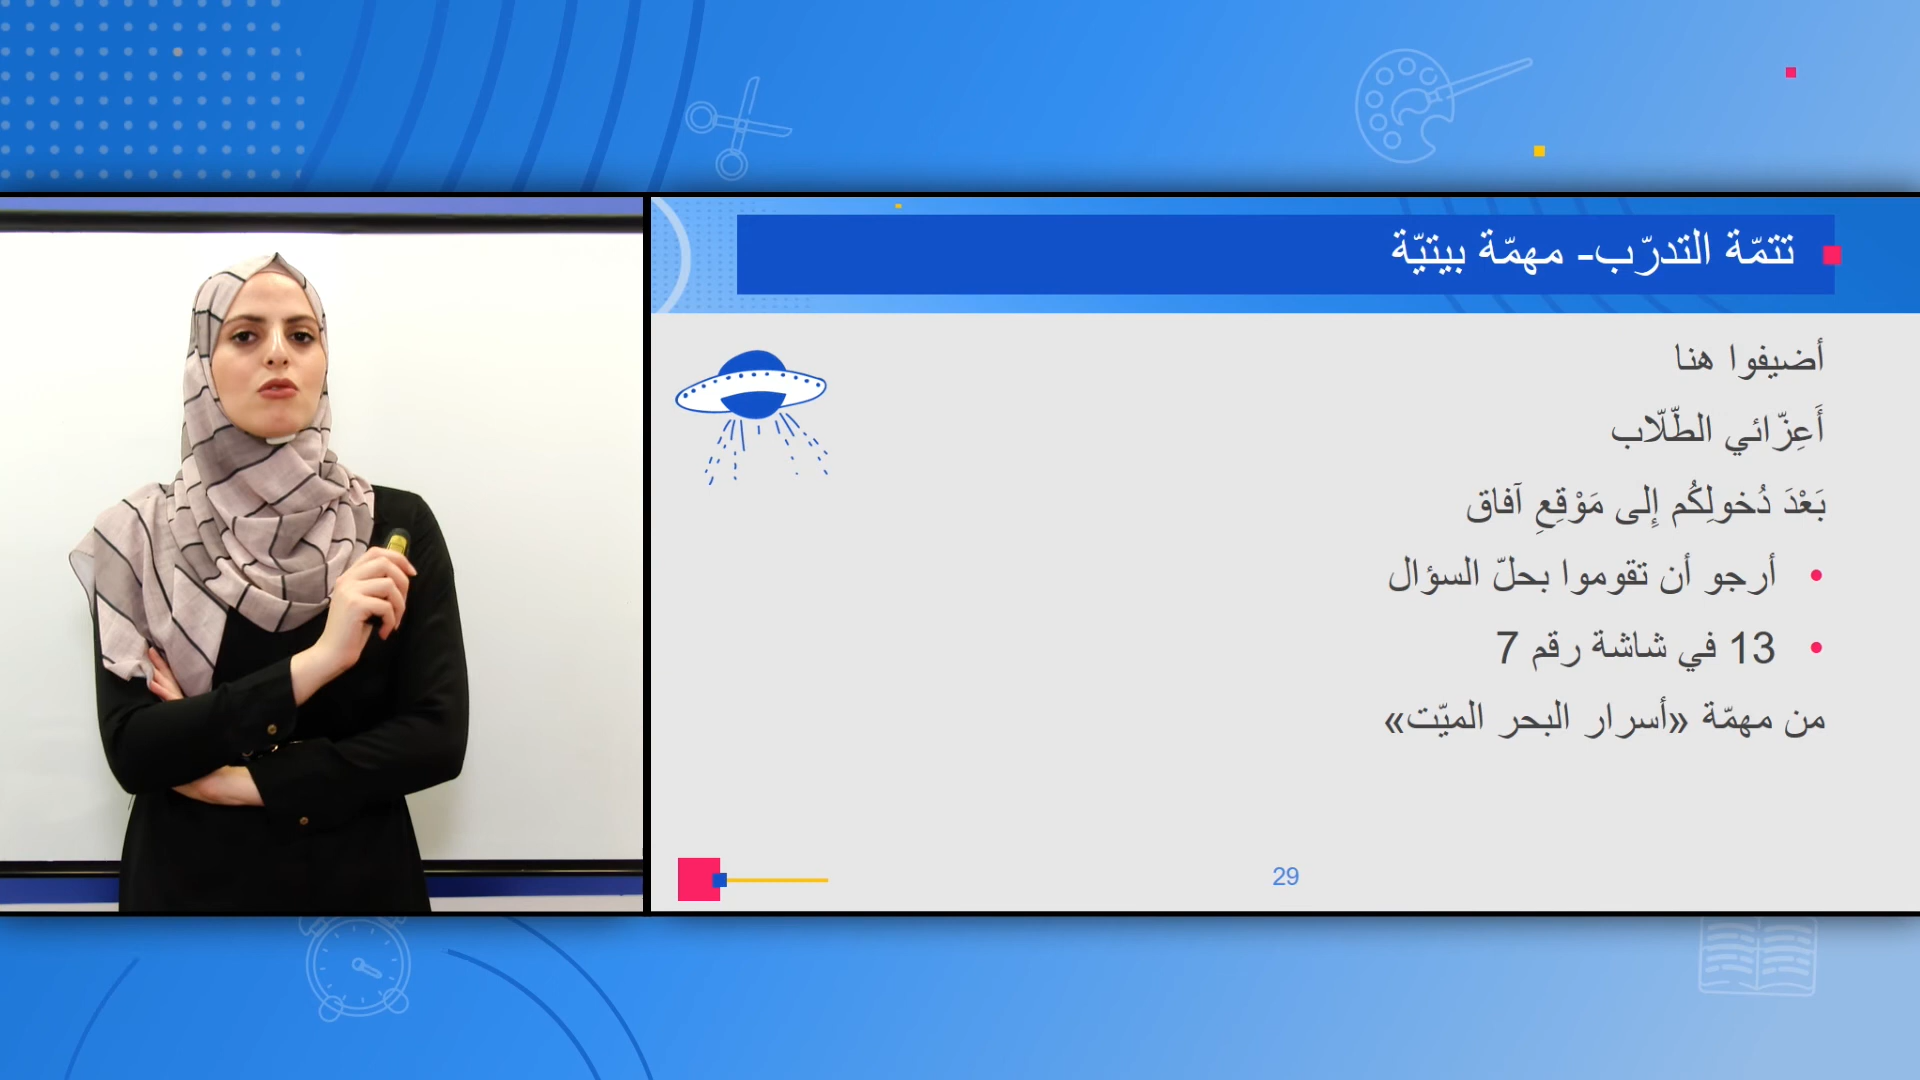 تتمّة التدرّب- مهمّة بيتيّة
أضيفوا هنا
أَعِزّائي الطّلّاب
بَعْدَ دُخولِكُم إِلى مَوْقِعِ آفاق
• أرجو أن تقوموا بحلّ السؤال
• 13 في شاشة رقم 7
من مهمّة «أسرار البحر الميّت»
29